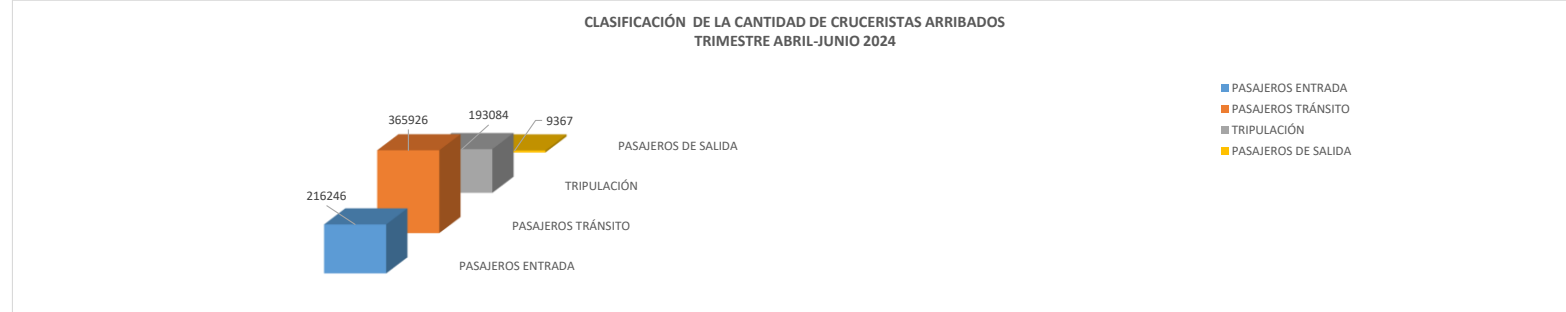 CLASIFICACIÓN DE LA CANTIDAD DE CRUCERISTAS ARRIBADOS
TRIMESTRE ABRIL-JUNIO 2024
216246
365926
193084
9367
PASAJEROS DE SALIDA
TRIPULACIÓN
PASAJEROS TRÁNSITO
PASAJEROS ENTRADA
PASAJEROS ENTRADA
PASAJEROS TRÁNSITO
TRIPULACIÓN
PASAJEROS DE SALIDA